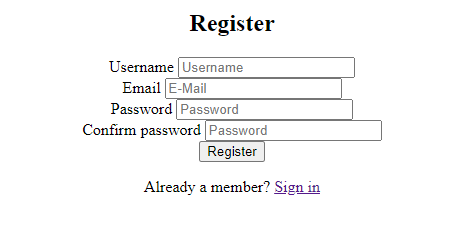 Register
Username Username
Email E-Mail
Password Password
Confirm password Password
Register
Already a member? Sign in